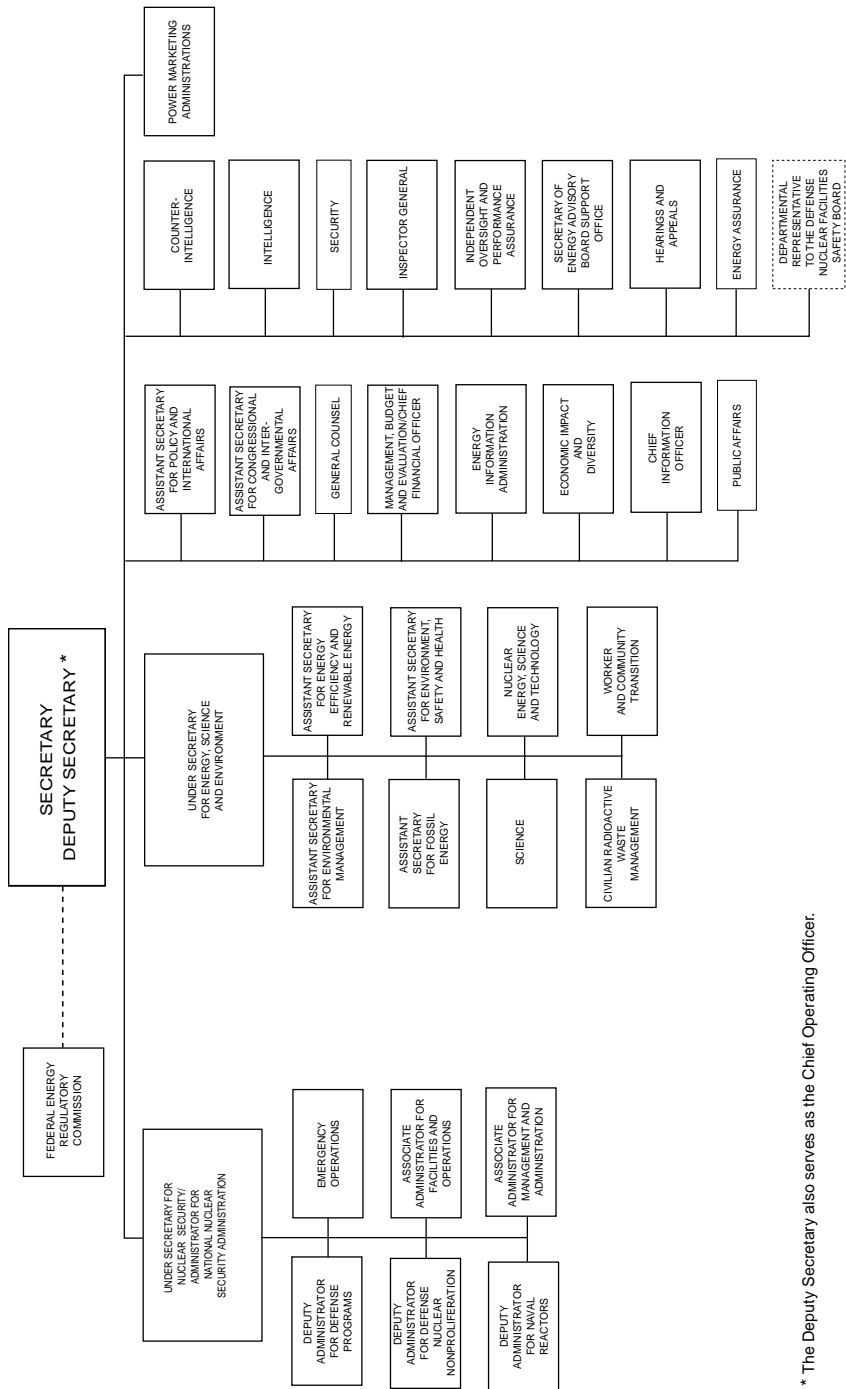 SECRETARY
DEPUTY SECRETARY *
FEDERAL ENERGY
REGULATORY
COMMISSION
UNDER SECRETARY FOR
NUCLEAR SECURITY/
ADMINISTRATOR FOR
NATIONAL NUCLEAR
SECURITY ADMINISTRATION
DEPUTY
ADMINISTRATOR
FOR DEFENSE
PROGRAMS
EMERGENCY
OPERATIONS
DEPUTY
ADMINISTRATOR
FOR DEFENSE
NUCLEAR
NONPROLIFERATION
ASSOCIATE
ADMINISTRATOR FOR
FACILITIES AND
OPERATIONS
DEPUTY
ADMINISTRATOR
FOR NAVAL
REACTORS
ASSOCIATE
ADMINISTRATOR FOR
MANAGEMENT AND
ADMINISTRATION
UNDER SECRETARY
FOR ENERGY, SCIENCE
AND ENVIRONMENT
ASSISTANT SECRETARY
FOR ENVIRONMENTAL
MANAGEMENT
ASSISTANT SECRETARY
FOR ENERGY
EFFICIENCY AND
RENEWABLE ENERGY
ASSISTANT
SECRETARY
FOR FOSSIL
ENERGY
ASSISTANT SECRETARY
FOR ENVIRONMENT,
SAFETY AND HEALTH
SCIENCE
NUCLEAR
ENERGY, SCIENCE
AND TECHNOLOGY
CIVILIAN RADIOACTIVE
WASTE
MANAGEMENT
WORKER
AND COMMUNITY
TRANSITION
ASSISTANT SECRETARY
FOR POLICY AND
INTERNATIONAL
AFFAIRS
ASSISTANT SECRETARY
FOR CONGRESSIONAL
AND INTER-
GOVERNMENTAL
AFFAIRS
GENERAL COUNSEL
MANAGEMENT, BUDGET
AND EVALUATION/CHIEF
FINANCIAL OFFICER
ENERGY
INFORMATION
ADMINISTRATION
ECONOMIC IMPACT
AND
DIVERSITY
CHIEF
INFORMATION
OFFICER
PUBLIC AFFAIRS
COUNTER-
INTELLIGENCE
INTELLIGENCE
SECURITY
INSPECTOR GENERAL
INDEPENDENT
OVERSIGHT AND
PERFORMANCE
ASSURANCE
SECRETARY OF
ENERGY ADVISORY
BOARD SUPPORT
OFFICE
HEARINGS AND
APPEALS
ENERGY ASSURANCE
DEPARTMENTAL
REPRESENTATIVE
TO THE DEFENSE
NUCLEAR FACILITIES
SAFETY BOARD
POWER MARKETING
ADMINISTRATIONS
* The Deputy Secretary also serves as the Chief Operating Officer.